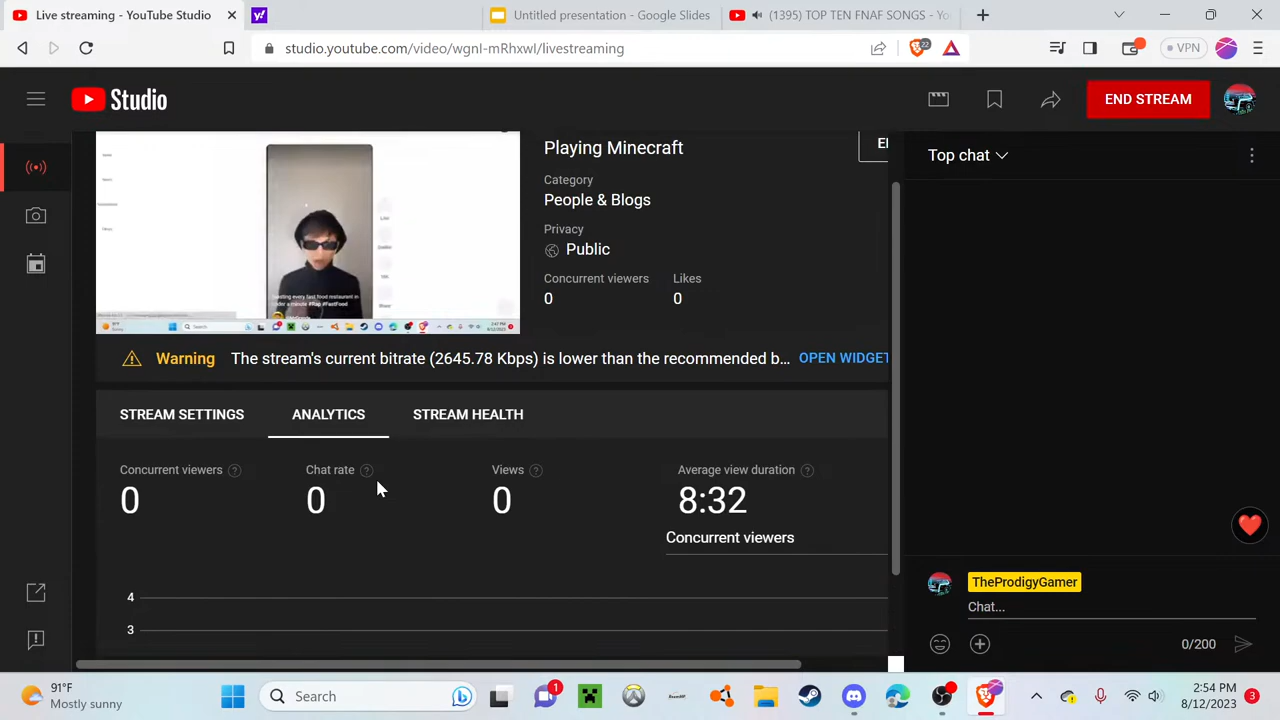 Live streaming - YouTube Studio
Untitled presentation - Google Slides
(1395) TOP TEN FNAF SONGS - Yo
studio.youtube.com/video/wgnI-mRhxwI/livestreaming
22
VPN
Studio
END STREAM
Playing Minecraft
Category
People & Blogs
Privacy
Public
Concurrent viewers
Likes
0
0
Top chat
Warning
The stream's current bitrate (2645.78 Kbps) is lower than the recommended b...
OPEN WIDGET
STREAM SETTINGS
ANALYTICS
STREAM HEALTH
Concurrent viewers
Chat rate
Views
Average view duration
0
0
0
8:32
Concurrent viewers
4
3
TheProdigyGamer
Chat...
0/200
91°F
Mostly sunny
Search
1
2:54 PM
8/12/2023
3